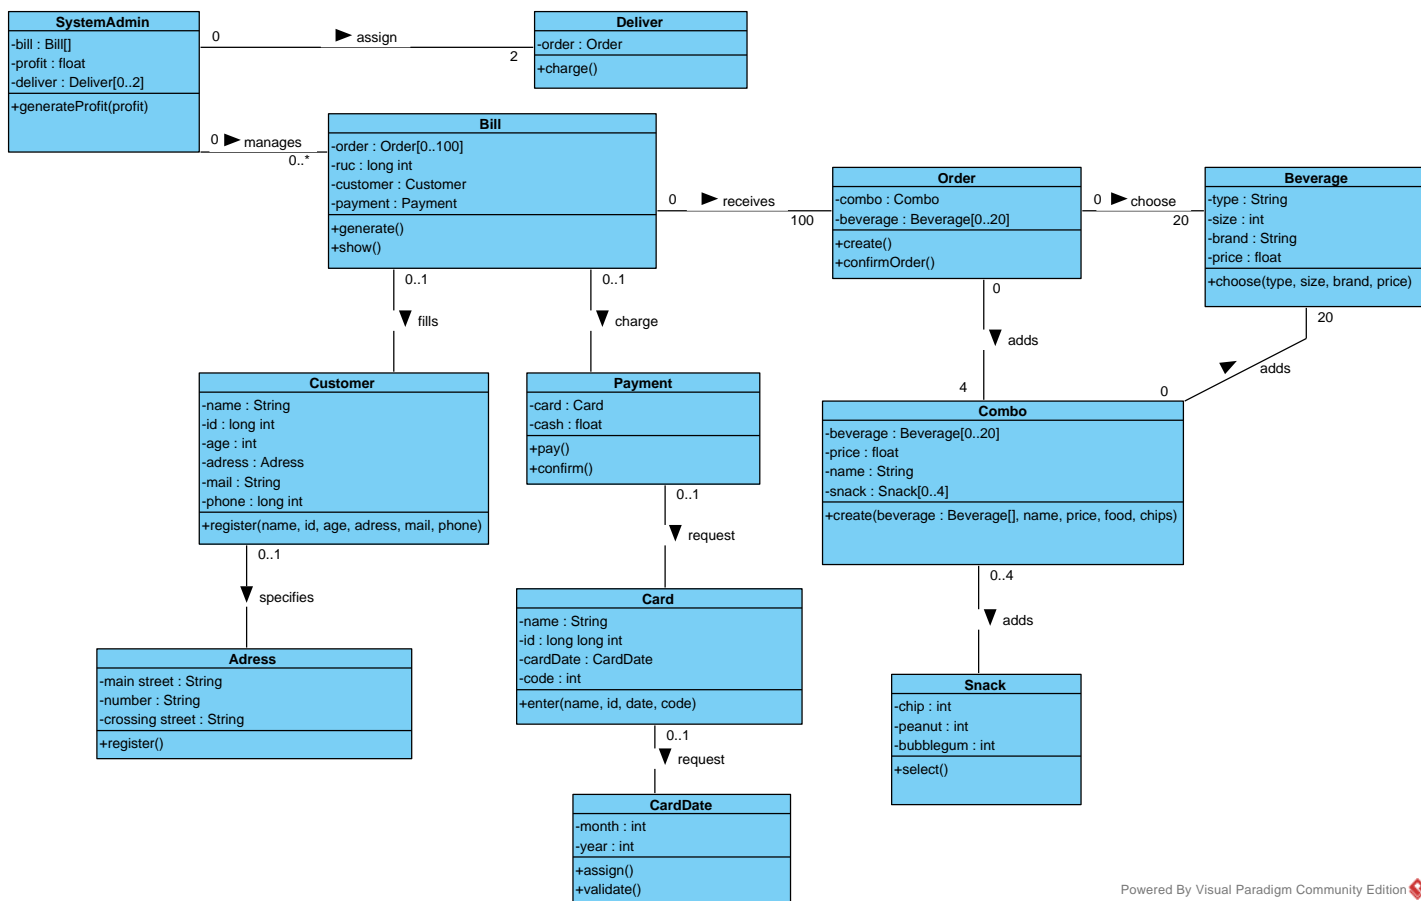 SystemAdmin
-bill : Bill[]
-profit : float
-deliver : Deliver[0..2]
+generateProfit(profit)
0
assign
2
Deliver
-order : Order
+charge()
0
manages
0..*
Bill
-order : Order[0..100]
-ruc : long int
-customer : Customer
-payment : Payment
+generate()
+show()
0
receives
100
Order
-combo : Combo
-beverage : Beverage[0..20]
+create()
+confirmOrder()
0
choose
20
Beverage
-type : String
-size : int
-brand : String
-price : float
+choose(type, size, brand, price)
0..1
fills
0..1
charge
0
adds
4
20
adds
0
Customer
-name : String
-id : long int
-age : int
-adress : Adress
-mail : String
-phone : long int
+register(name, id, age, adress, mail, phone)
Payment
-card : Card
-cash : float
+pay()
+confirm()
Combo
-beverage : Beverage[0..20]
-price : float
-name : String
-snack : Snack[0..4]
+create(beverage : Beverage[], name, price, food, chips)
0..1
specifies
0..1
request
0..4
adds
Adress
-main street : String
-number : String
-crossing street : String
+register()
Card
-name : String
-id : long long int
-cardDate : CardDate
-code : int
+enter(name, id, date, code)
Snack
-chip : int
-peanut : int
-bubblegum : int
+select()
0..1
request
CardDate
-month : int
-year : int
+assign()
+validate()
Powered By Visual Paradigm Community Edition